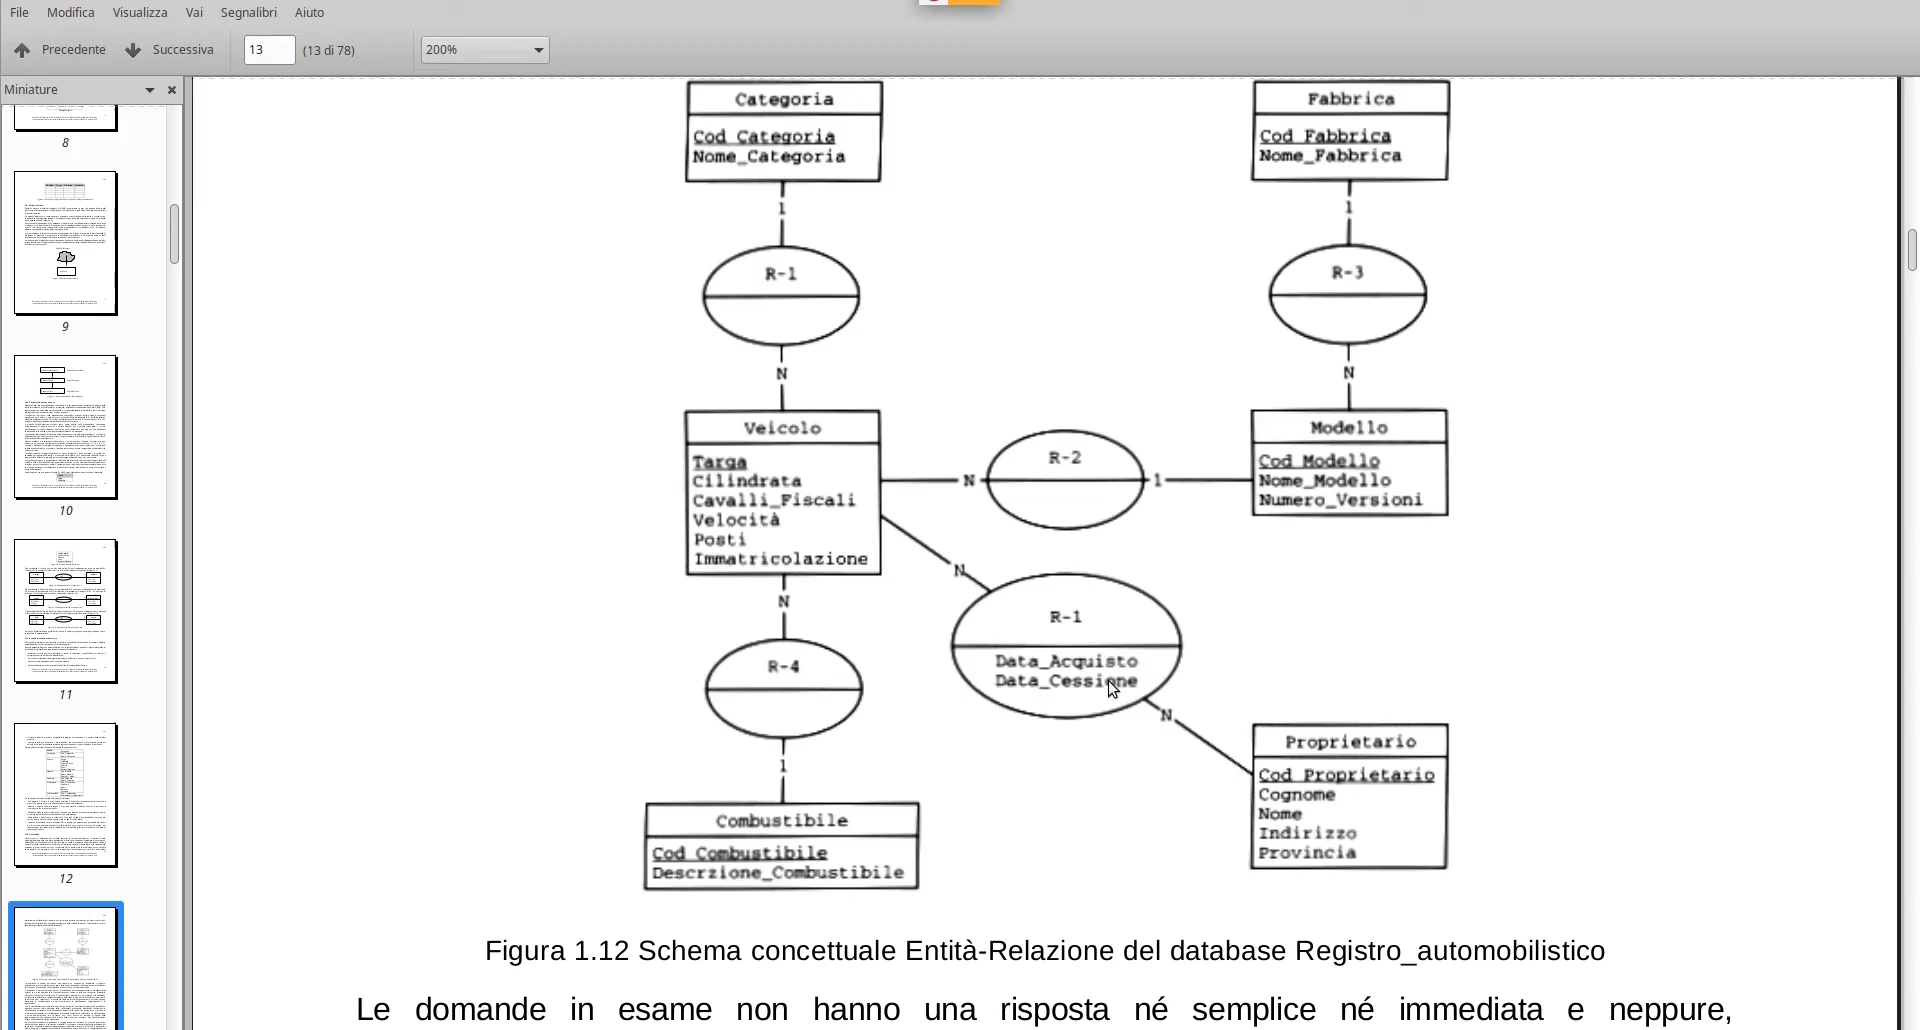 File Modifica Visualizza Vai Segnalibri Aiuto
Precedente Successiva 13 (13 di 78) 200%
Miniature
8
9
10
11
12
Categoria
Cod_Categoria
Nome_Categoria
Fabbrica
Cod_Fabbrica
Nome_Fabbrica
1
1
R-1
R-3
N
N
Veicolo
Targa
Cilindrata
Cavalli_Fiscali
Velocità
Posti
Immatricolazione
N
R-2
1
Modello
Cod_Modello
Nome_Modello
Numero_Versioni
N
N
R-1
Data_Acquisto
Data_Cessione
N
R-4
1
Proprietario
Cod_Proprietario
Cognome
Nome
Indirizzo
Provincia
Combustibile
Cod_Combustibile
Descrzione_Combustibile
Figura 1.12 Schema concettuale Entità-Relazione del database Registro_automobilistico
Le domande in esame non hanno una risposta né semplice né immediata e neppure,